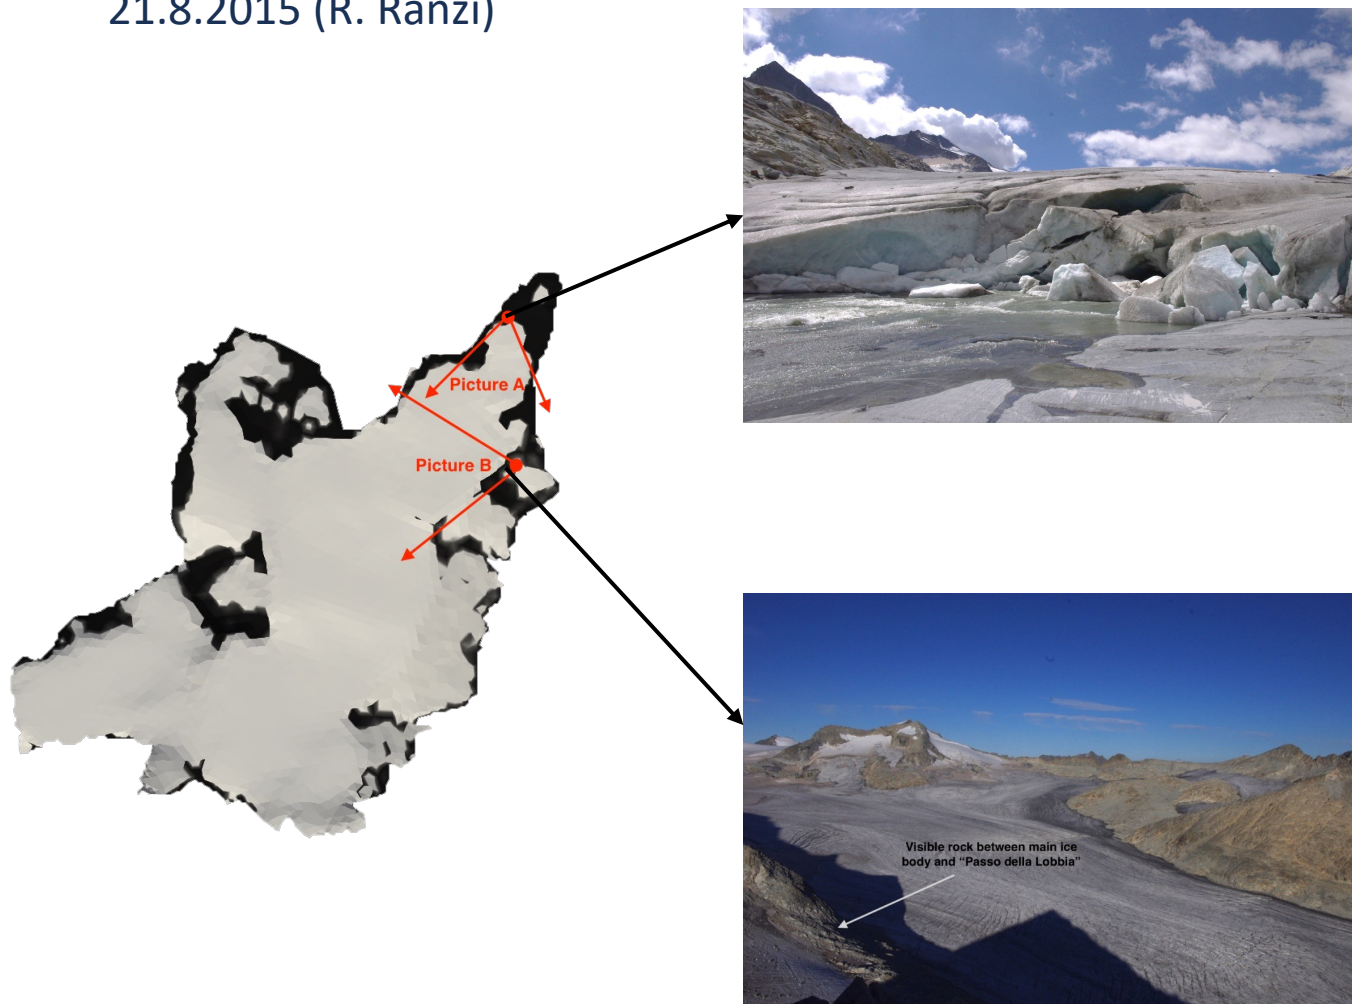 21.8.2015 (R. Ranzi)
Picture A
Picture B
Visible rock between main ice
body and “Passo della Lobbia”